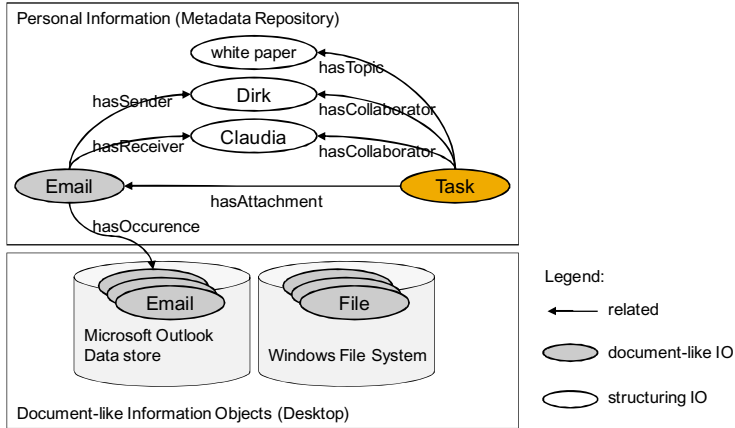 Personal Information (Metadata Repository)
white paper
hasTopic
Dirk
hasSender
hasCollaborator
Claudia
hasReceiver
hasCollaborator
Email
Task
hasAttachment
hasOccurence
Email
File
Microsoft Outlook
Data store
Windows File System
Document-like Information Objects (Desktop)
Legend:
related
document-like IO
structuring IO